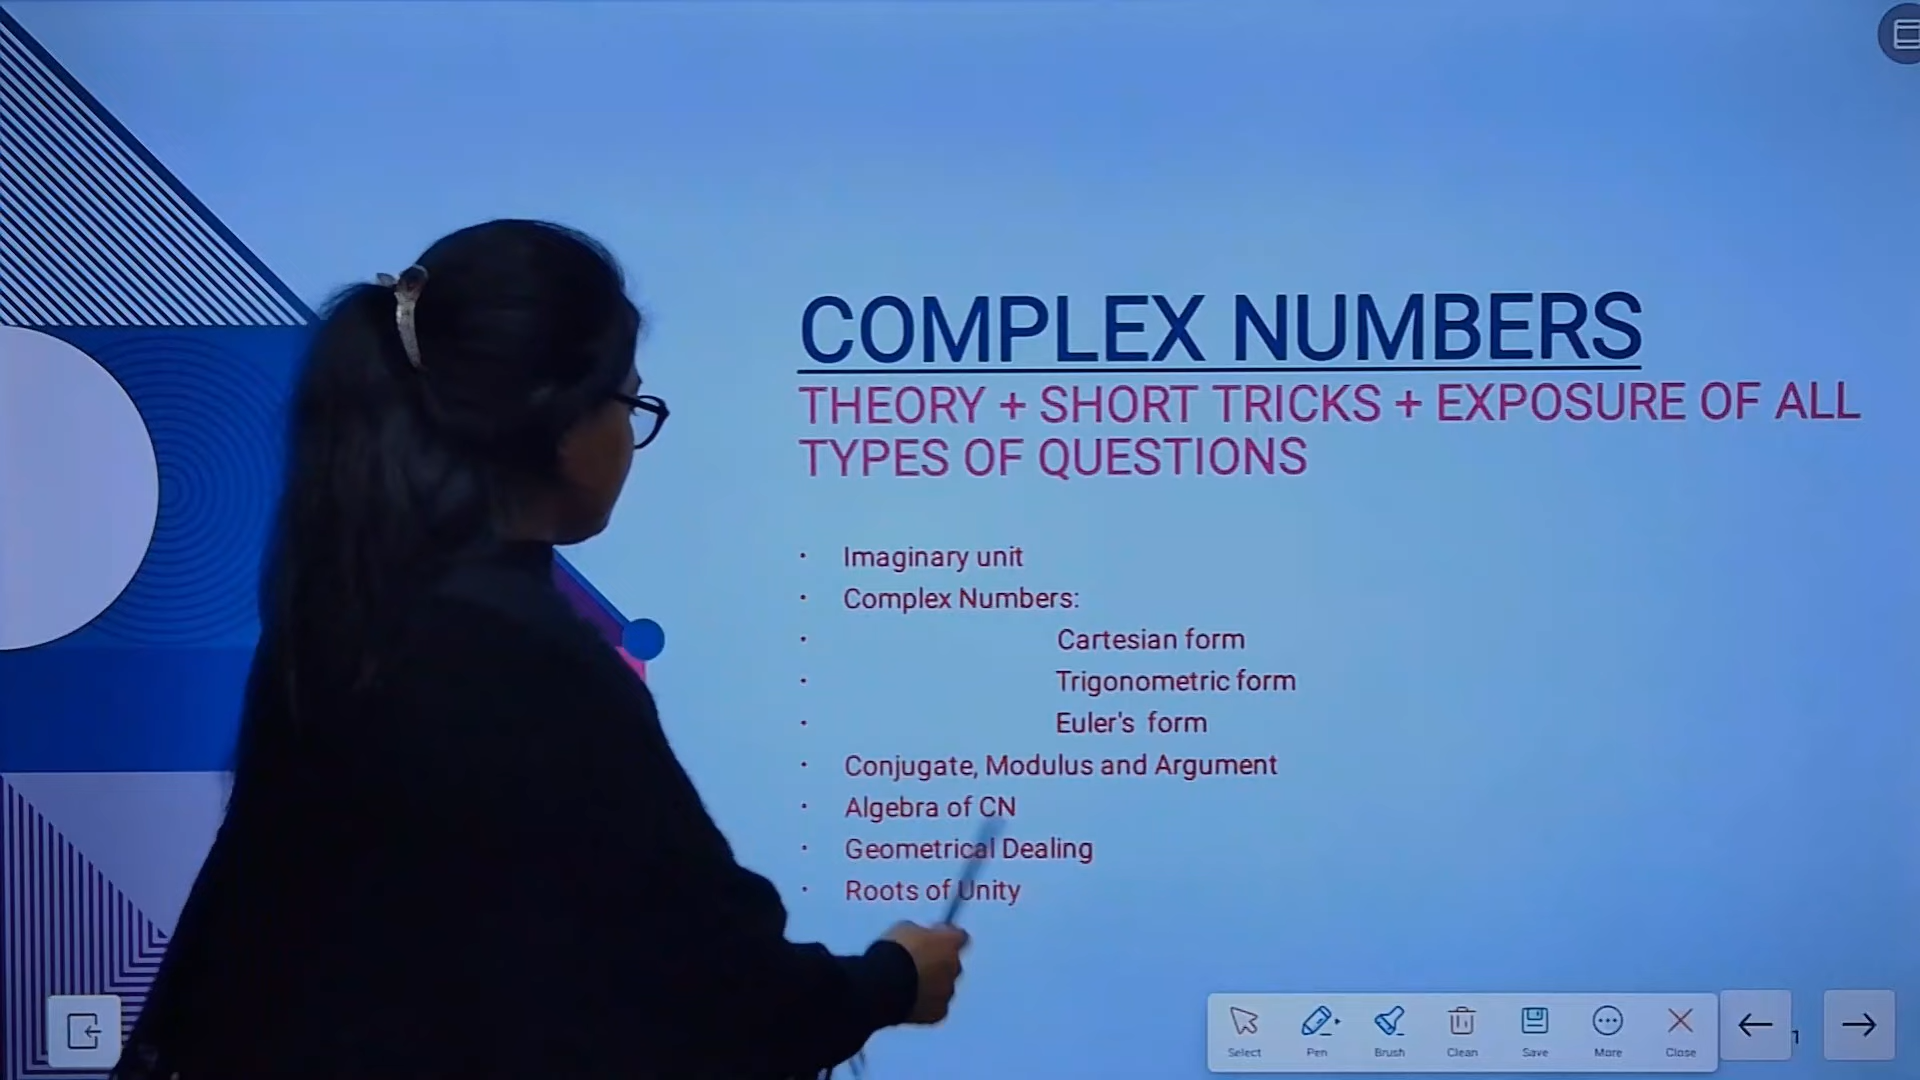 COMPLEX NUMBERS
THEORY + SHORT TRICKS + EXPOSURE OF ALL
TYPES OF QUESTIONS
· Imaginary unit
· Complex Numbers:
· Cartesian form
· Trigonometric form
· Euler's form
· Conjugate, Modulus and Argument
· Algebra of CN
· Geometrical Dealing
· Roots of Unity
Select Pen Brush Clean Save More Close
1